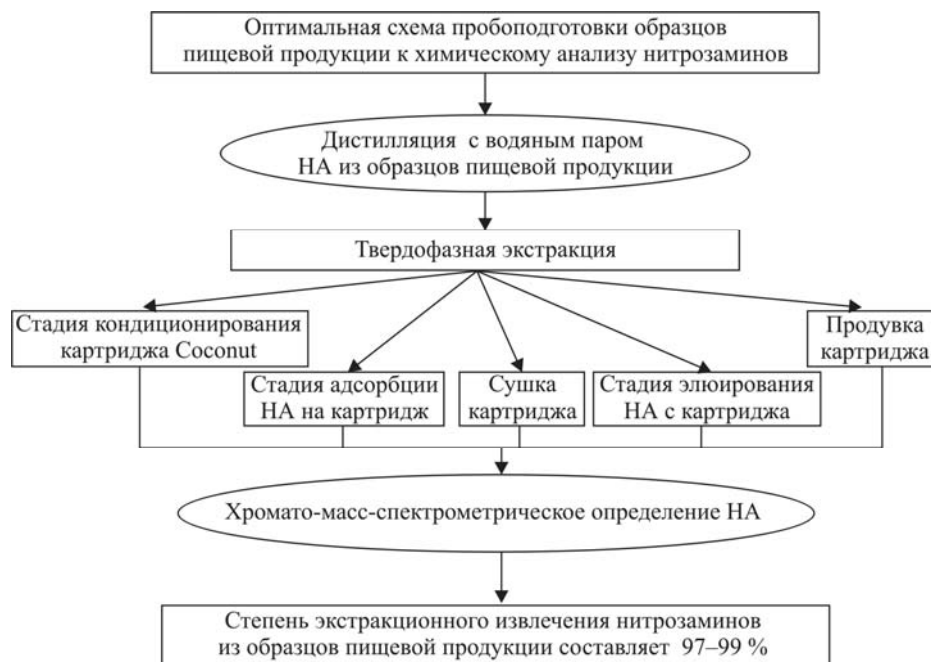 Оптимальная схема пробоподготовки образцов
пищевой продукции к химическому анализу нитрозаминов
Дистилляция с водяным паром
НА из образцов пищевой продукции
Твердофазная экстракция
Стадия кондиционирования
картриджа Coconut
Стадия адсорбции
НА на картридж
Сушка
картриджа
Стадия элюирования
НА с картриджа
Продувка
картриджа
Хромато-масс-спектрометрическое определение НА
Степень экстракционного извлечения нитрозаминов
из образцов пищевой продукции составляет 97–99 %